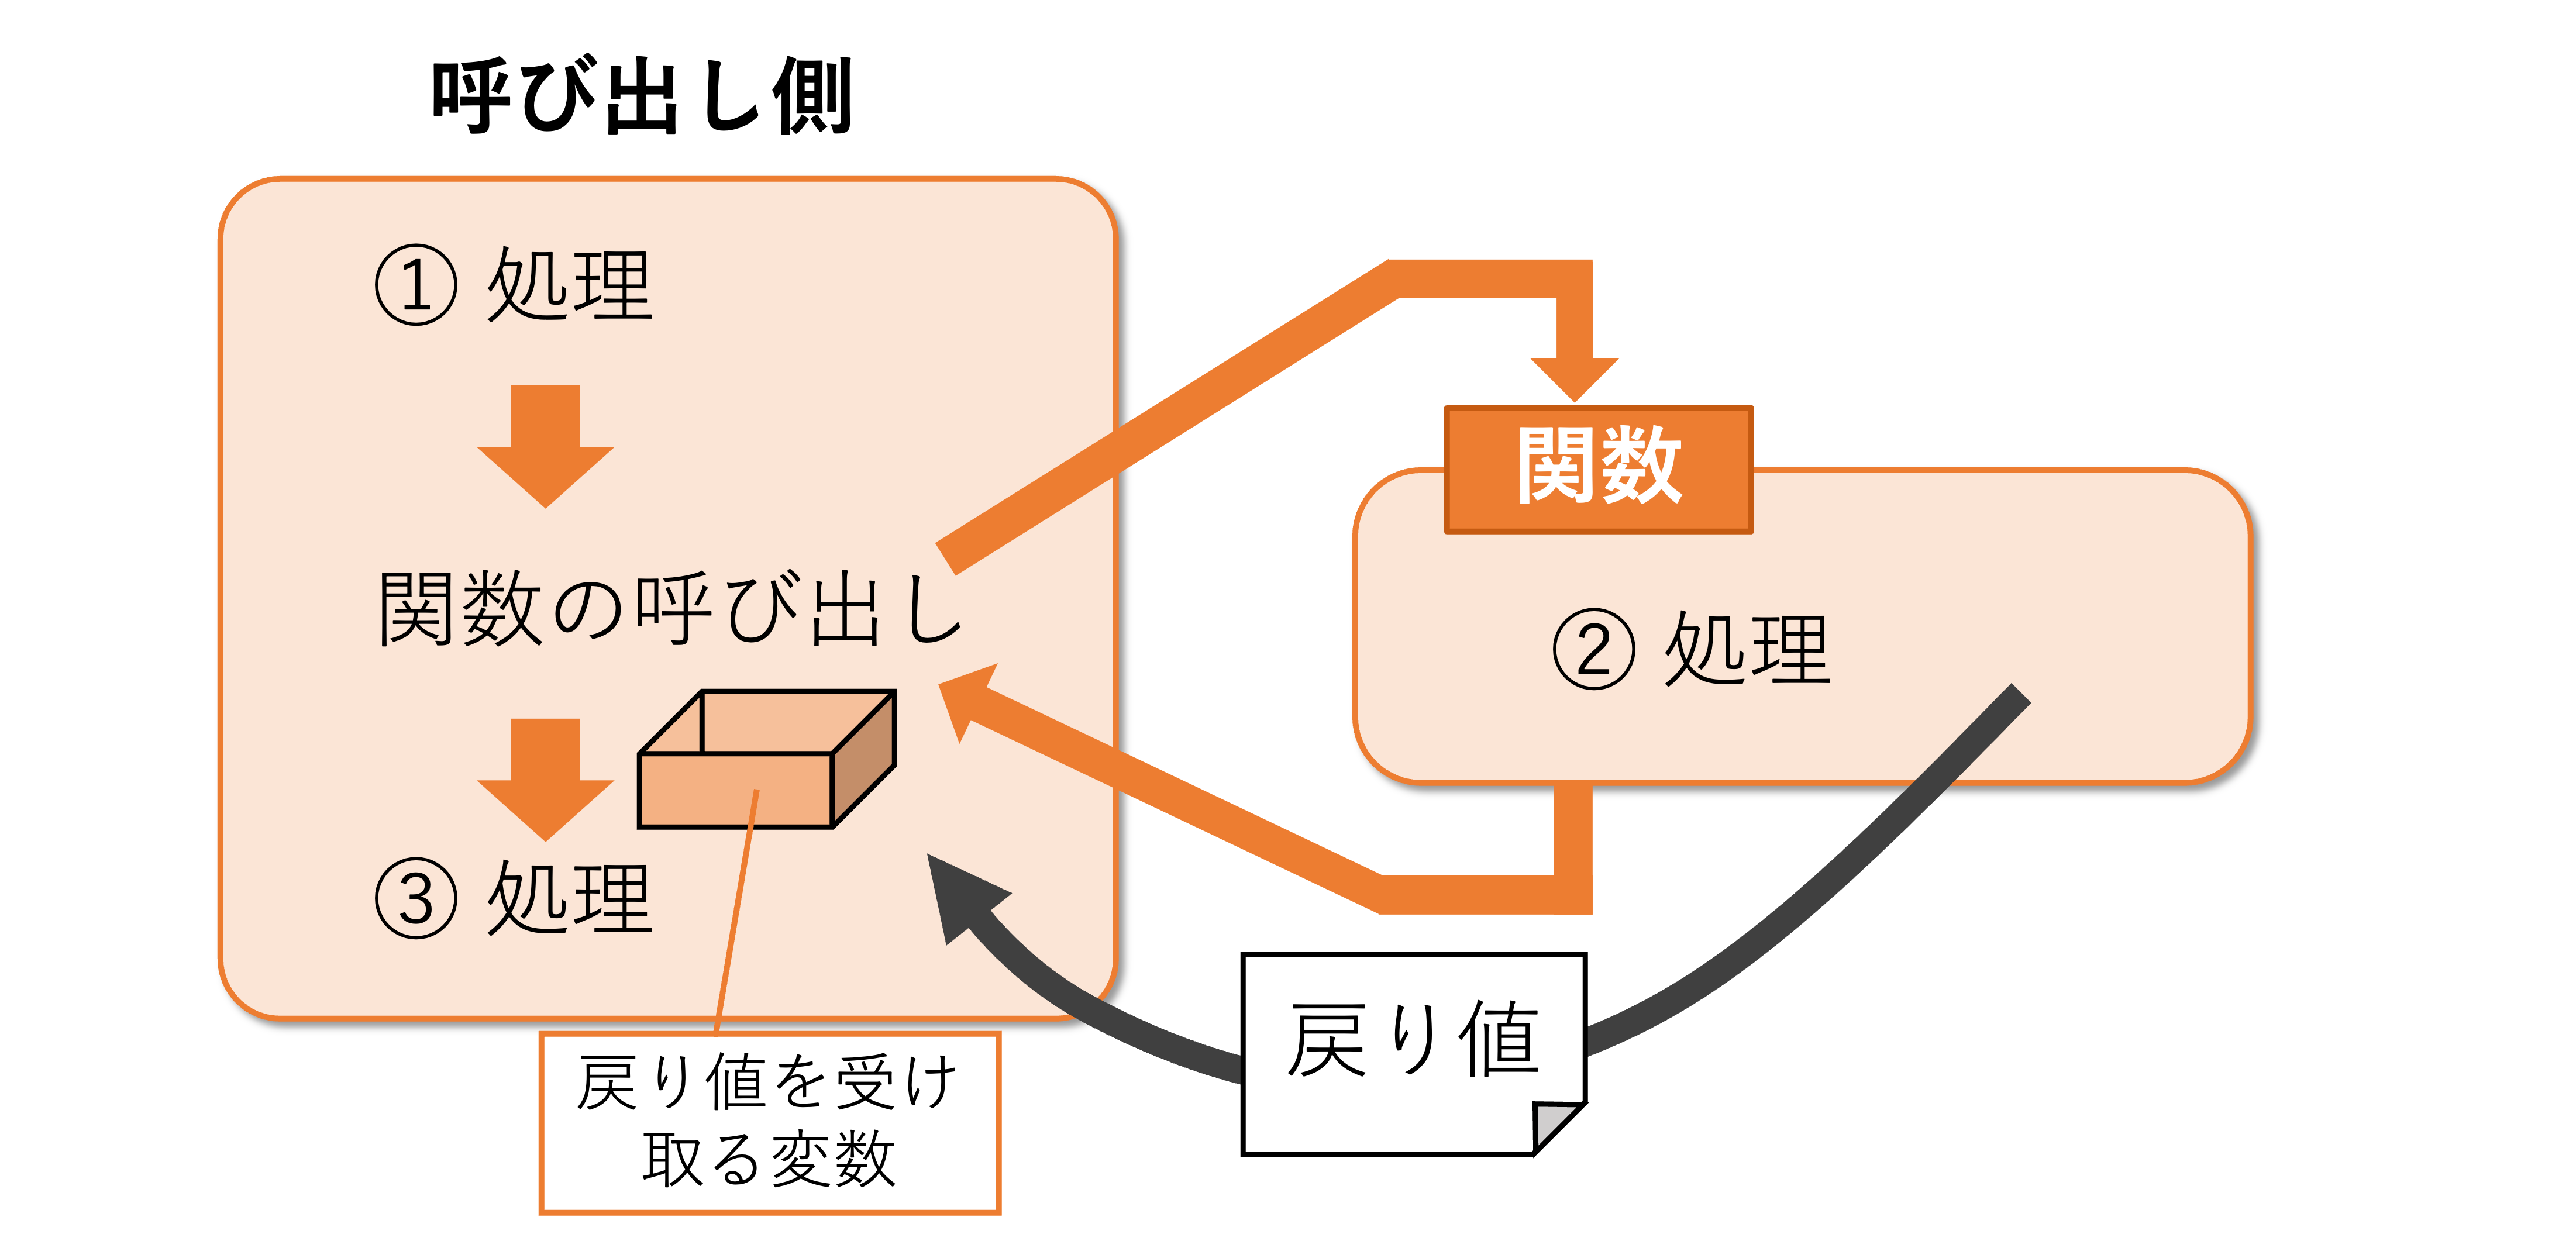 呼び出し側
① 処理
関数の呼び出し
③ 処理
戻り値を受け
取る変数
関数
② 処理
戻り値